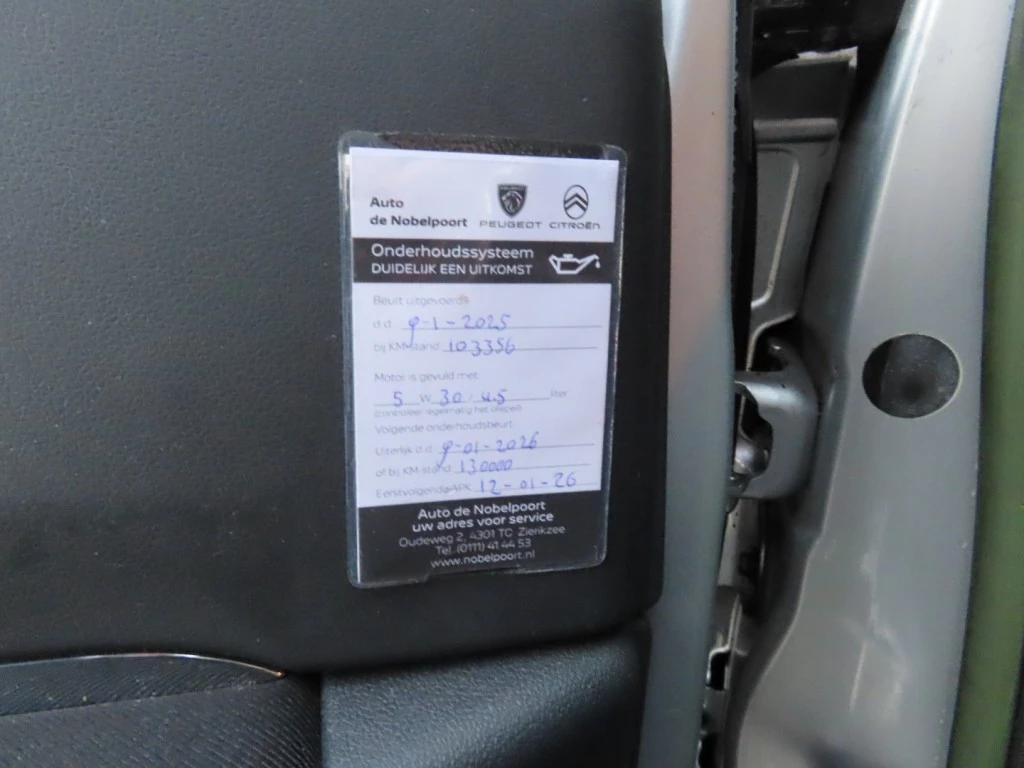 Auto
de Nobelpoort
PEUGEOT CITROËN
Onderhoudssysteem
DUIDELIJK EEN UITKOMST
Beurt uitgevoerd
d.d. 9-1-2025
bij KM-stand 103356
Motor is gevuld met:
5 W 30 / 4.5 liter
(controleer regelmatig het oliepeil)
Volgende onderhoudsbeurt
Uiterlijk d.d. 9-01-2026
of bij KM-stand 130000
Eerstvolgende APK 12-01-26
Auto de Nobelpoort
uw adres voor service
Oudeweg 2, 4301 TC Zierikzee
Tel. (0111) 41 44 53
www.nobelpoort.nl